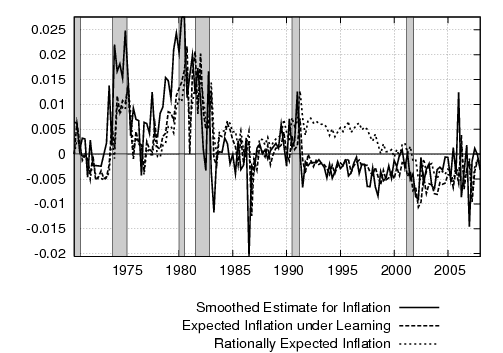 0.025
0.02
0.015
0.01
0.005
0
-0.005
-0.01
-0.015
-0.02
1975 1980 1985 1990 1995 2000 2005
Smoothed Estimate for Inflation
Expected Inflation under Learning
Rationally Expected Inflation